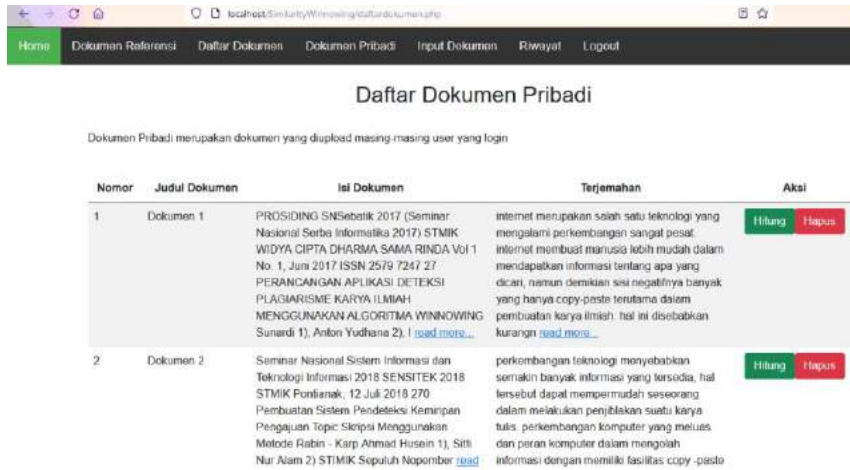 localhost/SimilarityWinnowing/daftardokumen.php
Home Dokumen Referensi Daftar Dokumen Dokumen Pribadi Input Dokumen Riwayat Logout
Daftar Dokumen Pribadi
Dokumen Pribadi merupakan dokumen yang diupload masing-masing user yang login
Nomor Judul Dokumen Isi Dokumen Terjemahan Aksi
1 Dokumen 1
PROSIDING SNSebatik 2017 (Seminar
Nasional Serba Informatika 2017) STMIK
WIDYA CIPTA DHARMA SAMA RINDA Vol 1
No. 1, Juni 2017 ISSN 2579 7247 27
PERANCANGAN APLIKASI DETEKSI
PLAGIARISME KARYA ILMIAH
MENGGUNAKAN ALGORITMA WINNOWING
Sunardi 1), Anton Yudhana 2), I read more...
internet merupakan salah satu teknologi yang
mengalami perkembangan sangat pesat.
internet membuat manusia lebih mudah dalam
mendapatkan informasi tentang apa yang
dicari, namun demikian sisi negatifnya banyak
yang hanya copy-paste terutama dalam
pembuatan karya ilmiah. hal ini disebabkan
kurangn read more...
Hitung Hapus
2 Dokumen 2
Seminar Nasional Sistem Informasi dan
Teknologi Informasi 2018 SENSITEK 2018
STMIK Pontianak, 12 Juli 2018 270
Pembuatan Sistem Pendeteksi Kemiripan
Pengajuan Topic Skripsi Menggunakan
Metode Rabin - Karp Ahmad Husein 1), Sitti
Nur Alam 2) STIMIK Sepuluh Nopember read
perkembangan teknologi menyebabkan
semakin banyak informasi yang tersedia, hal
tersebut dapat mempermudah seseorang
dalam melakukan penjiblakan suatu karya
tulis. perkembangan komputer yang meluas
dan peran komputer dalam mengolah
informasi dengan memiliki fasilitas copy -paste
Hitung Hapus